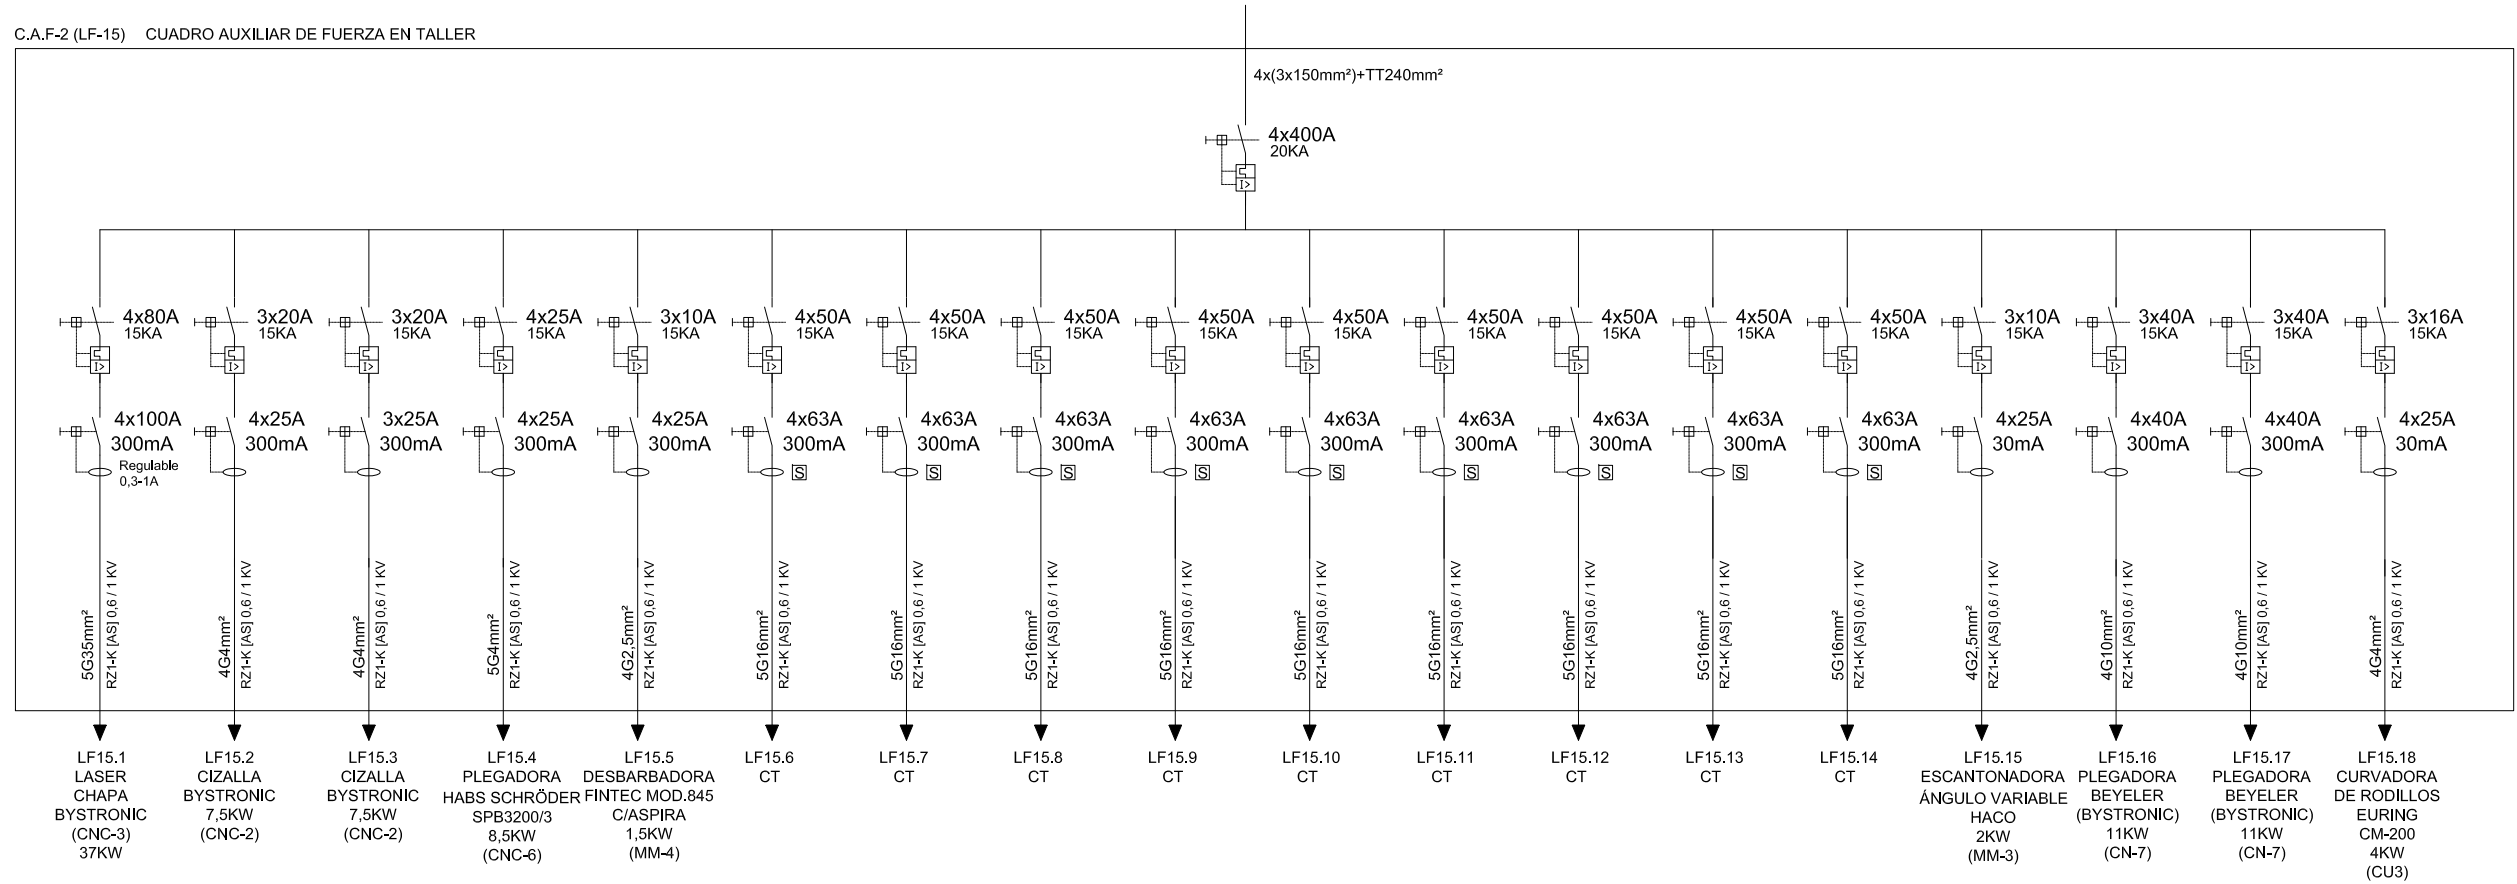 C.A.F-2 (LF-15) CUADRO AUXILIAR DE FUERZA EN TALLER
4x(3x150mm²)+TT240mm²
4x400A
20KA
4x80A
15KA
4x100A
300mA
Regulable
0,3-1A
5G35mm²
RZ1-K [AS] 0,6 / 1 KV
LF15.1
LASER
CHAPA
BYSTRONIC
(CNC-3)
37KW
3x20A
15KA
4x25A
300mA
4G4mm²
RZ1-K [AS] 0,6 / 1 KV
LF15.2
CIZALLA
BYSTRONIC
7,5KW
(CNC-2)
3x20A
15KA
3x25A
300mA
4G4mm²
RZ1-K [AS] 0,6 / 1 KV
LF15.3
CIZALLA
BYSTRONIC
7,5KW
(CNC-2)
4x25A
15KA
4x25A
300mA
5G4mm²
RZ1-K [AS] 0,6 / 1 KV
LF15.4
PLEGADORA
HABS SCHRÖDER
SPB3200/3
8,5KW
(CNC-6)
3x10A
15KA
4x25A
300mA
4G2,5mm²
RZ1-K [AS] 0,6 / 1 KV
LF15.5
DESBARBADORA
FINTEC MOD.845
C/ASPIRA
1,5KW
(MM-4)
4x50A
15KA
4x63A
300mA
S
5G16mm²
RZ1-K [AS] 0,6 / 1 KV
LF15.6
CT
4x50A
15KA
4x63A
300mA
S
5G16mm²
RZ1-K [AS] 0,6 / 1 KV
LF15.7
CT
4x50A
15KA
4x63A
300mA
S
5G16mm²
RZ1-K [AS] 0,6 / 1 KV
LF15.8
CT
4x50A
15KA
4x63A
300mA
S
5G16mm²
RZ1-K [AS] 0,6 / 1 KV
LF15.9
CT
4x50A
15KA
4x63A
300mA
S
5G16mm²
RZ1-K [AS] 0,6 / 1 KV
LF15.10
CT
4x50A
15KA
4x63A
300mA
S
5G16mm²
RZ1-K [AS] 0,6 / 1 KV
LF15.11
CT
4x50A
15KA
4x63A
300mA
S
5G16mm²
RZ1-K [AS] 0,6 / 1 KV
LF15.12
CT
4x50A
15KA
4x63A
300mA
S
5G16mm²
RZ1-K [AS] 0,6 / 1 KV
LF15.13
CT
4x50A
15KA
4x63A
300mA
S
5G16mm²
RZ1-K [AS] 0,6 / 1 KV
LF15.14
CT
3x10A
15KA
4x25A
30mA
4G2,5mm²
RZ1-K [AS] 0,6 / 1 KV
LF15.15
ESCANTONADORA
ÁNGULO VARIABLE
HACO
2KW
(MM-3)
3x40A
15KA
4x40A
300mA
4G10mm²
RZ1-K [AS] 0,6 / 1 KV
LF15.16
PLEGADORA
BEYELER
(BYSTRONIC)
11KW
(CN-7)
3x40A
15KA
4x40A
300mA
4G10mm²
RZ1-K [AS] 0,6 / 1 KV
LF15.17
PLEGADORA
BEYELER
(BYSTRONIC)
11KW
(CN-7)
3x16A
15KA
4x25A
30mA
4G4mm²
RZ1-K [AS] 0,6 / 1 KV
LF15.18
CURVADORA
DE RODILLOS
EURING
CM-200
4KW
(CU3)